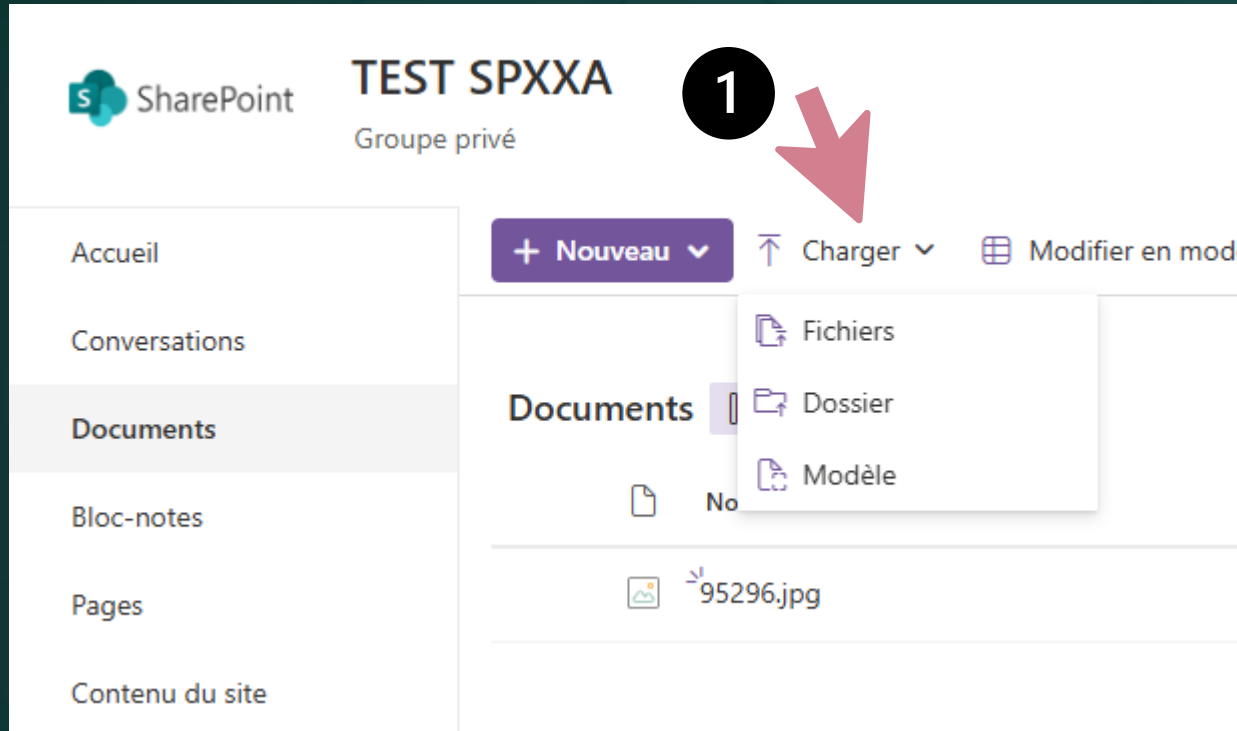 TEST SPXXA
S SharePoint
Groupe privé
1
Accueil
Conversations
Documents
Bloc-notes
Pages
Contenu du site
+ Nouveau
Charger
Modifier en mod
Fichiers
Dossier
Modèle
Documents
No
95296.jpg